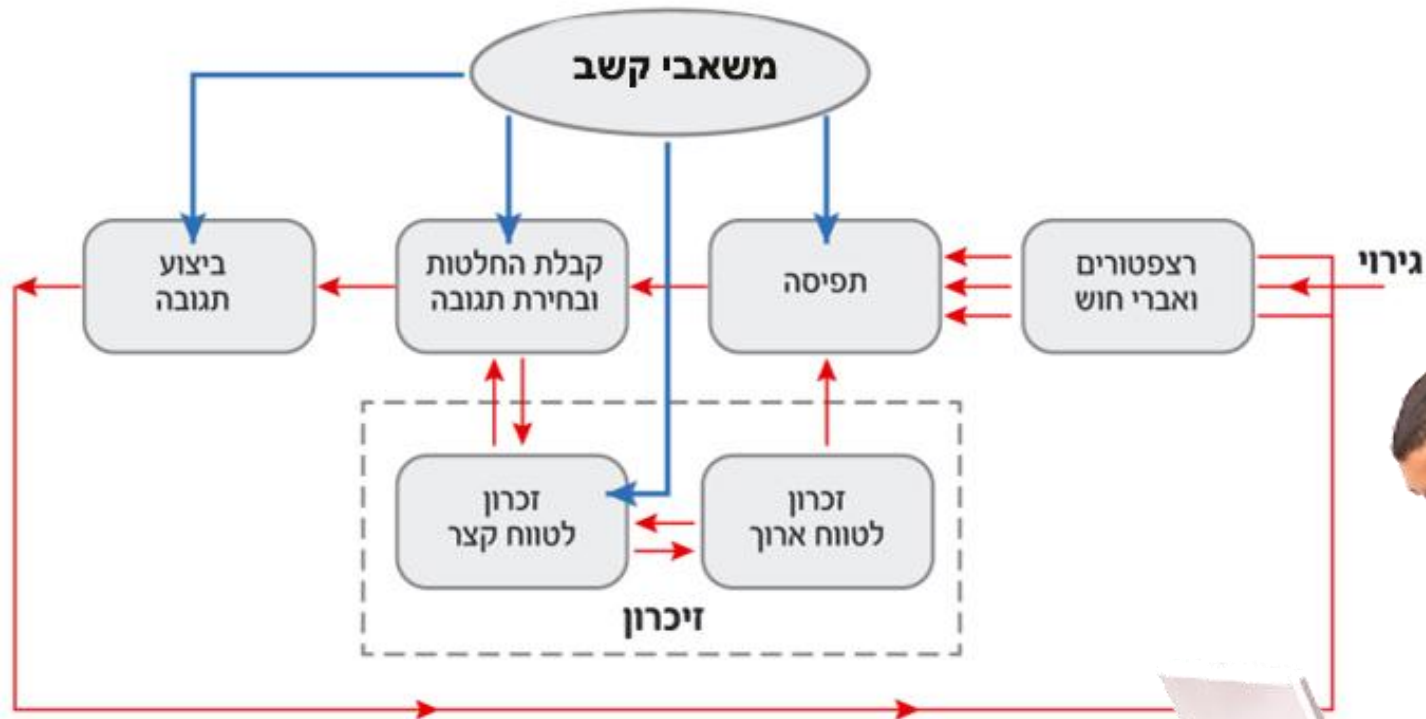 משאבי קשב
גירוי
רצפטורים
ואברי חוש
תפיסה
קבלת החלטות
ובחירת תגובה
ביצוע
תגובה
זכרון
לטווח ארוך
זכרון
לטווח קצר
זיכרון